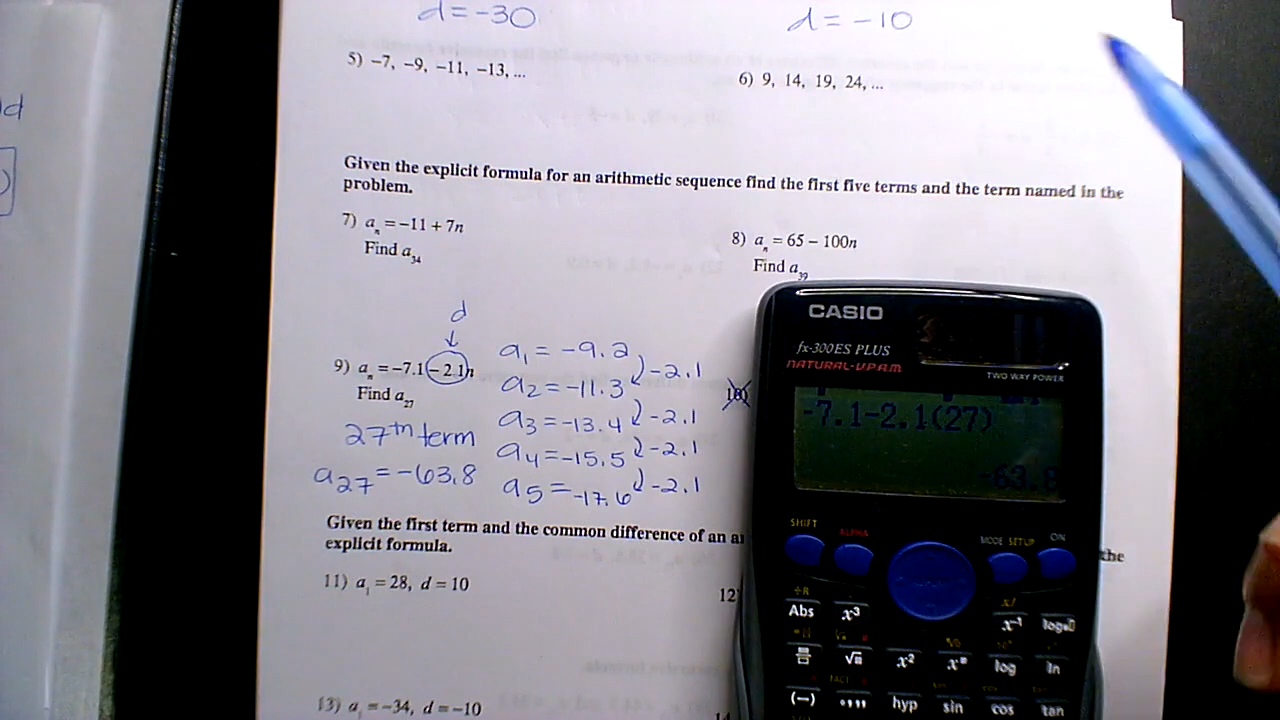 d = -30
d = -10
5) -7, -9, -11, -13, ...
6) 9, 14, 19, 24, ...
Given the explicit formula for an arithmetic sequence find the first five terms and the term named in the
problem.
7) aₙ = -11 + 7n
Find a₃₄
8) aₙ = 65 - 100n
Find a₃₉
d
↓
9) aₙ = -7.1 - 2.1n
Find a₂₇
27th term
a₂₇ = -63.8
a₁ = -9.2
-2.1
a₂ = -11.3
-2.1
a₃ = -13.4
-2.1
a₄ = -15.5
-2.1
a₅ = -17.6
10)
Given the first term and the common difference of an
the
explicit formula.
11) a₁ = 28, d = 10
12
13) a₁ = -34, d = -10
14
CASIO
fx-300ES PLUS
NATURAL-V.P.A.M.
TWO WAY POWER
-7.1-2.1(27)
-63.8
SHIFT
ALPHA
MODE SETUP
ON
Abs
x³
x⁻¹
log
√
x²
log
ln
(−)
hyp
sin
cos
tan